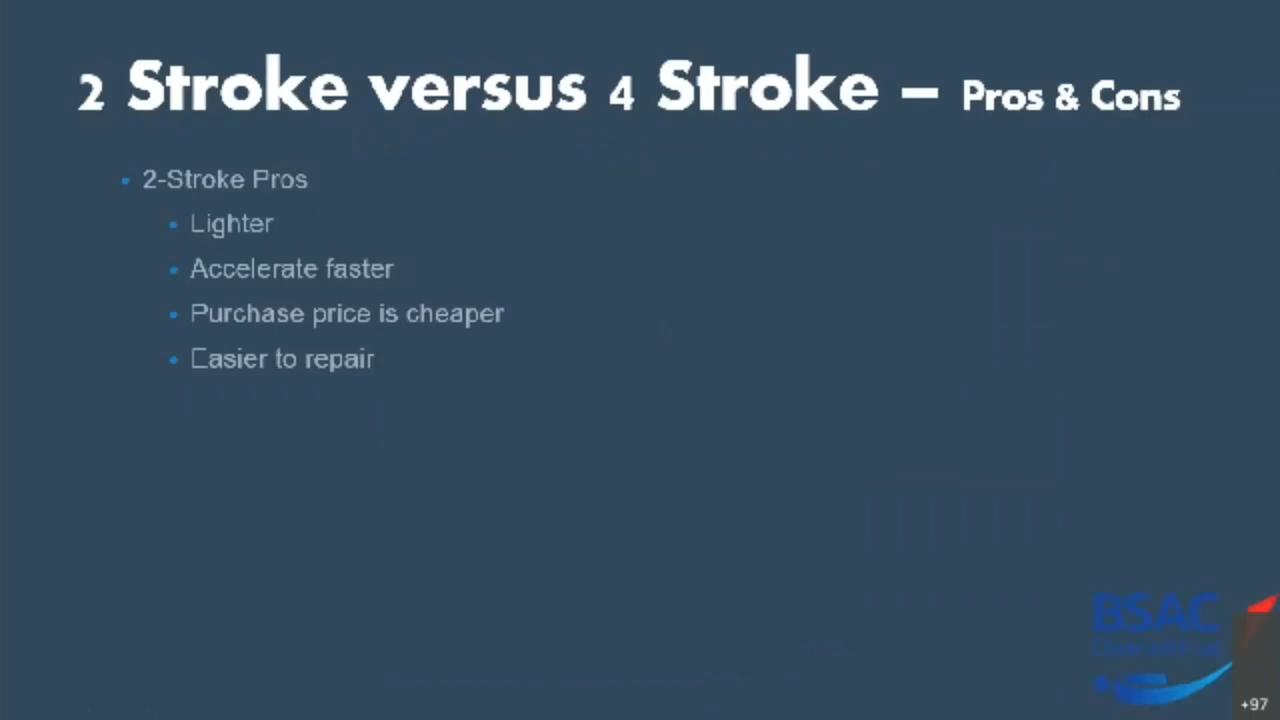 2 Stroke versus 4 Stroke – Pros & Cons
2-Stroke Pros
Lighter
Accelerate faster
Purchase price is cheaper
Easier to repair
BSAC
+97